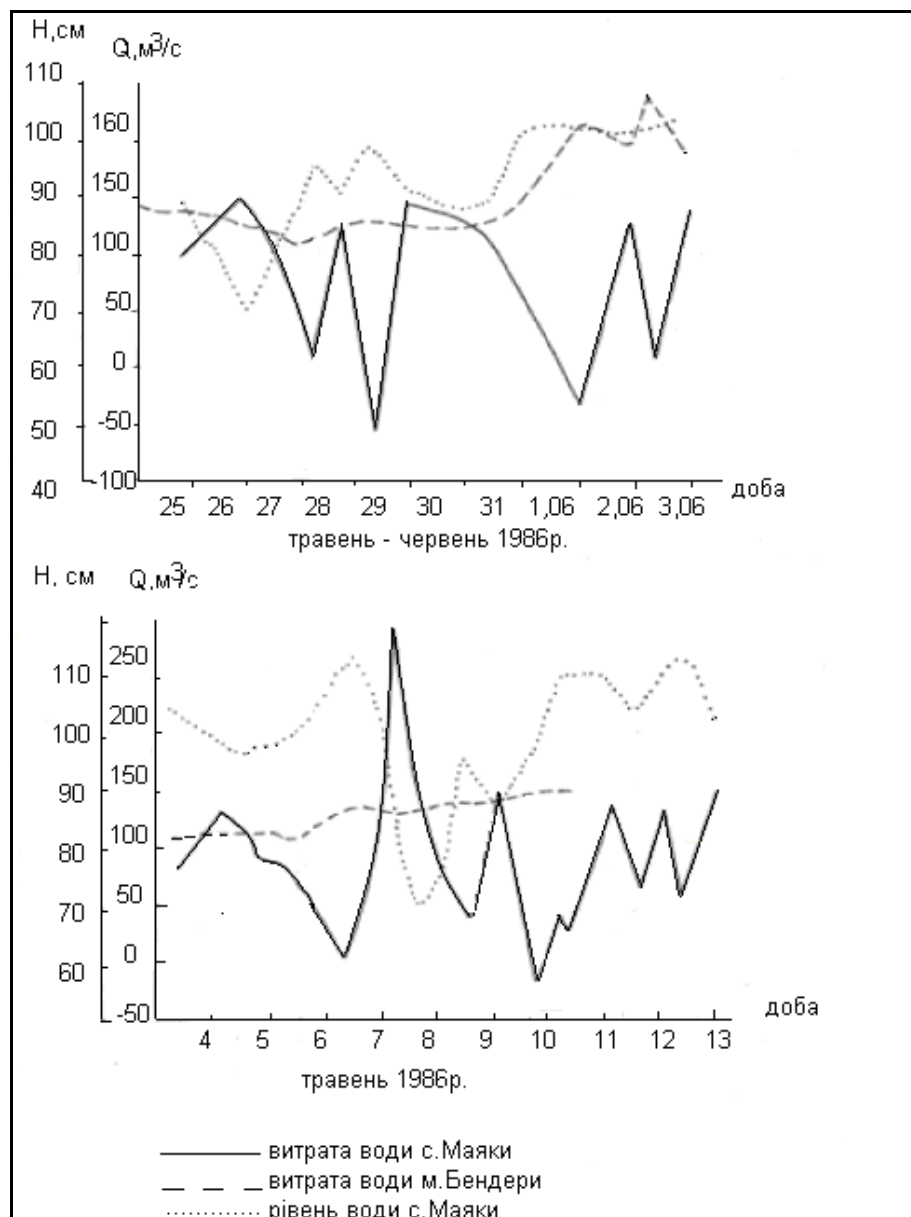 H,см
Q,м3/с
110
100
90
80
70
60
50
40
160
150
100
50
0
-50
-100
25 26 27 28 29 30 31 1,06 2,06 3,06
доба
травень - червень 1986р.
H, см
Q,м3/с
110
100
90
80
70
60
250
200
150
100
50
0
-50
4 5 6 7 8 9 10 11 12 13
доба
травень 1986р.
витрата води с.Маяки
витрата води м.Бендери
рівень води с.Маяки